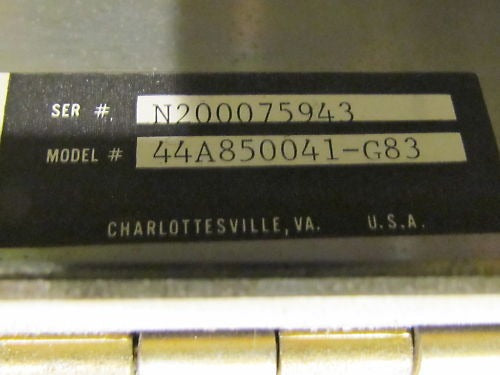 SER #. N200075943
MODEL # 44A850041-G83
CHARLOTTESVILLE, VA. U.S.A.